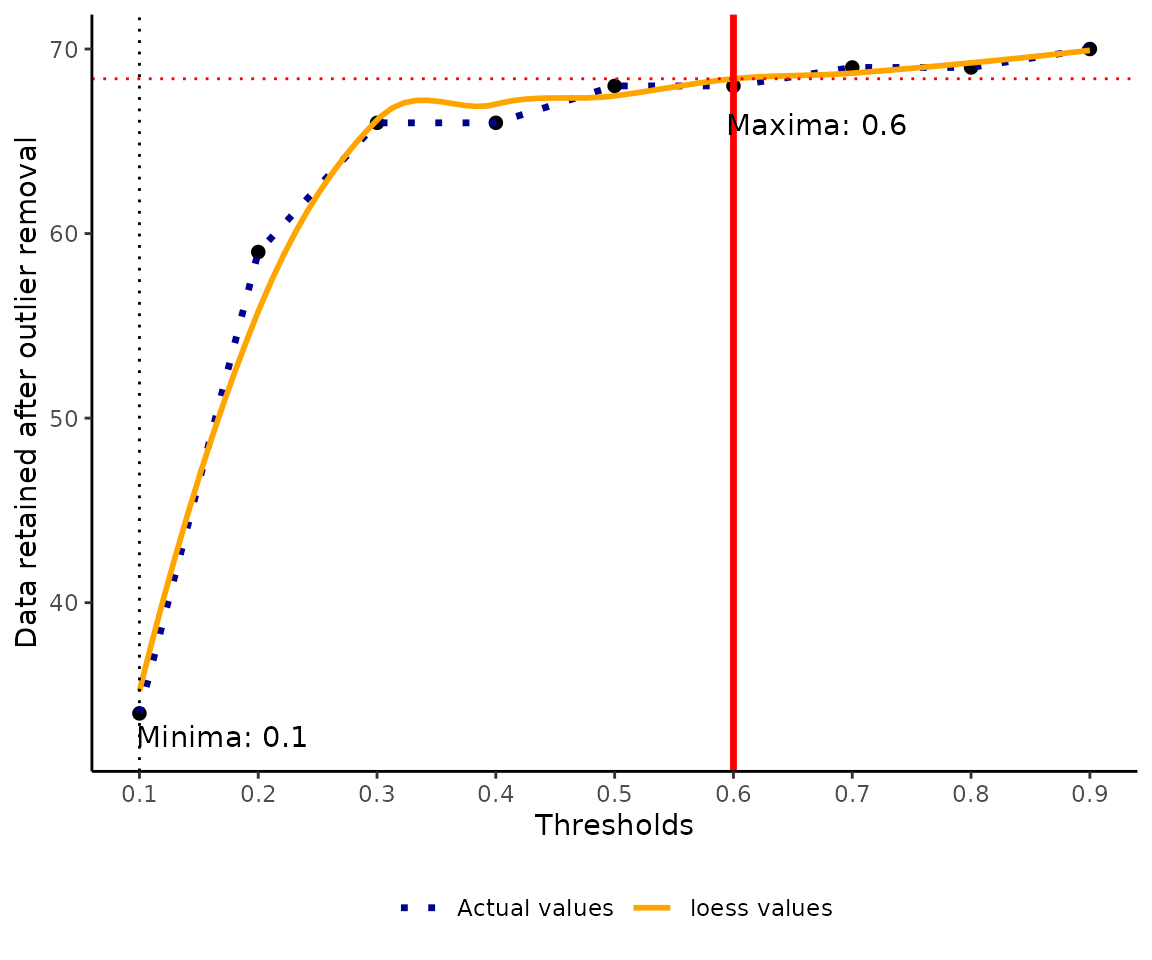 Data retained after outlier removal
70
60
50
40
Maxima: 0.6
Minima: 0.1
0.1 0.2 0.3 0.4 0.5 0.6 0.7 0.8 0.9
Thresholds
Actual values loess values